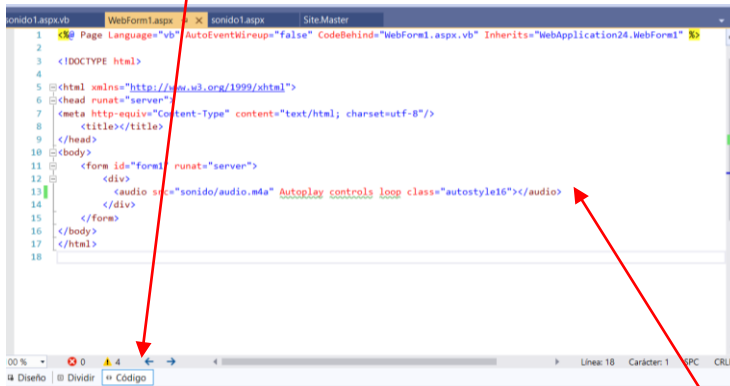 sonido1.aspx.vb WebForm1.aspx sonido1.aspx Site.Master
1 <%@ Page Language="vb" AutoEventWireup="false" CodeBehind="WebForm1.aspx.vb" Inherits="WebApplication24.WebForm1" %>
2
3 <!DOCTYPE html>
4
5 <html xmlns="http://www.w3.org/1999/xhtml">
6 <head runat="server">
7 <meta http-equiv="Content-Type" content="text/html; charset=utf-8"/>
8 <title></title>
9 </head>
10 <body>
11 <form id="form1" runat="server">
12 <div>
13 <audio src="sonido/audio.m4a" Autoplay controls loop class="autostyle16"></audio>
14 </div>
15 </form>
16 </body>
17 </html>
18
00 % 0 4 Línea: 18 Carácter: 1 SPC CRL
Diseño Dividir Código